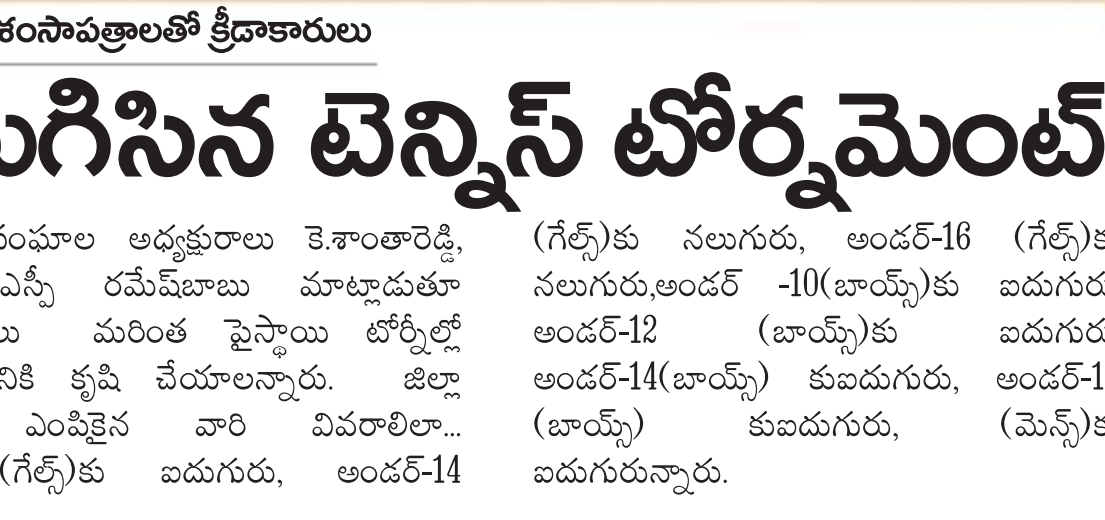 శంసాపత్రాలతో క్రీడాకారులు
ుగిసిన టెన్నిస్ టోర్నమెంట్
సంఘాల అధ్యక్షురాలు కె.శాంతారెడ్డి,
ఎస్పీ రమేష్‌బాబు మాట్లాడుతూ
లు మరింత పైస్థాయి టోర్నీల్లో
నికి కృషి చేయాలన్నారు. జిల్లా
ఎంపికైన వారి వివరాలిలా...
(గేల్స్)కు ఐదుగురు, అండర్-14
(గేల్స్)కు నలుగురు, అండర్-16 (గేల్స్)క
నలుగురు,అండర్ -10(బాయ్స్)కు ఐదుగురు
అండర్-12 (బాయ్స్)కు ఐదుగురు
అండర్-14(బాయ్స్) కుఐదుగురు, అండర్-1
(బాయ్స్) కుఐదుగురు, (మెన్స్)క
ఐదుగురున్నారు.